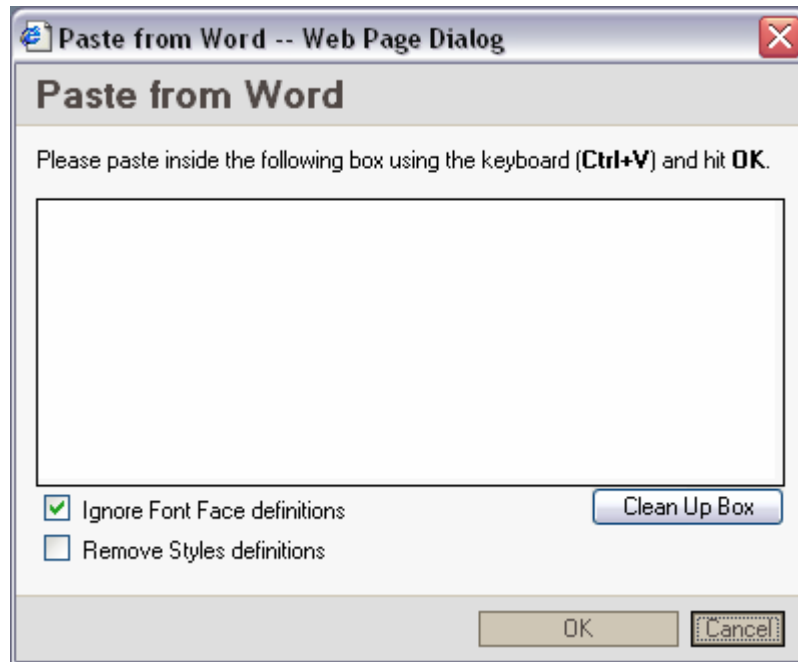 Paste from Word -- Web Page Dialog
Paste from Word
Please paste inside the following box using the keyboard (Ctrl+V) and hit OK.
Ignore Font Face definitions
Clean Up Box
Remove Styles definitions
OK
Cancel